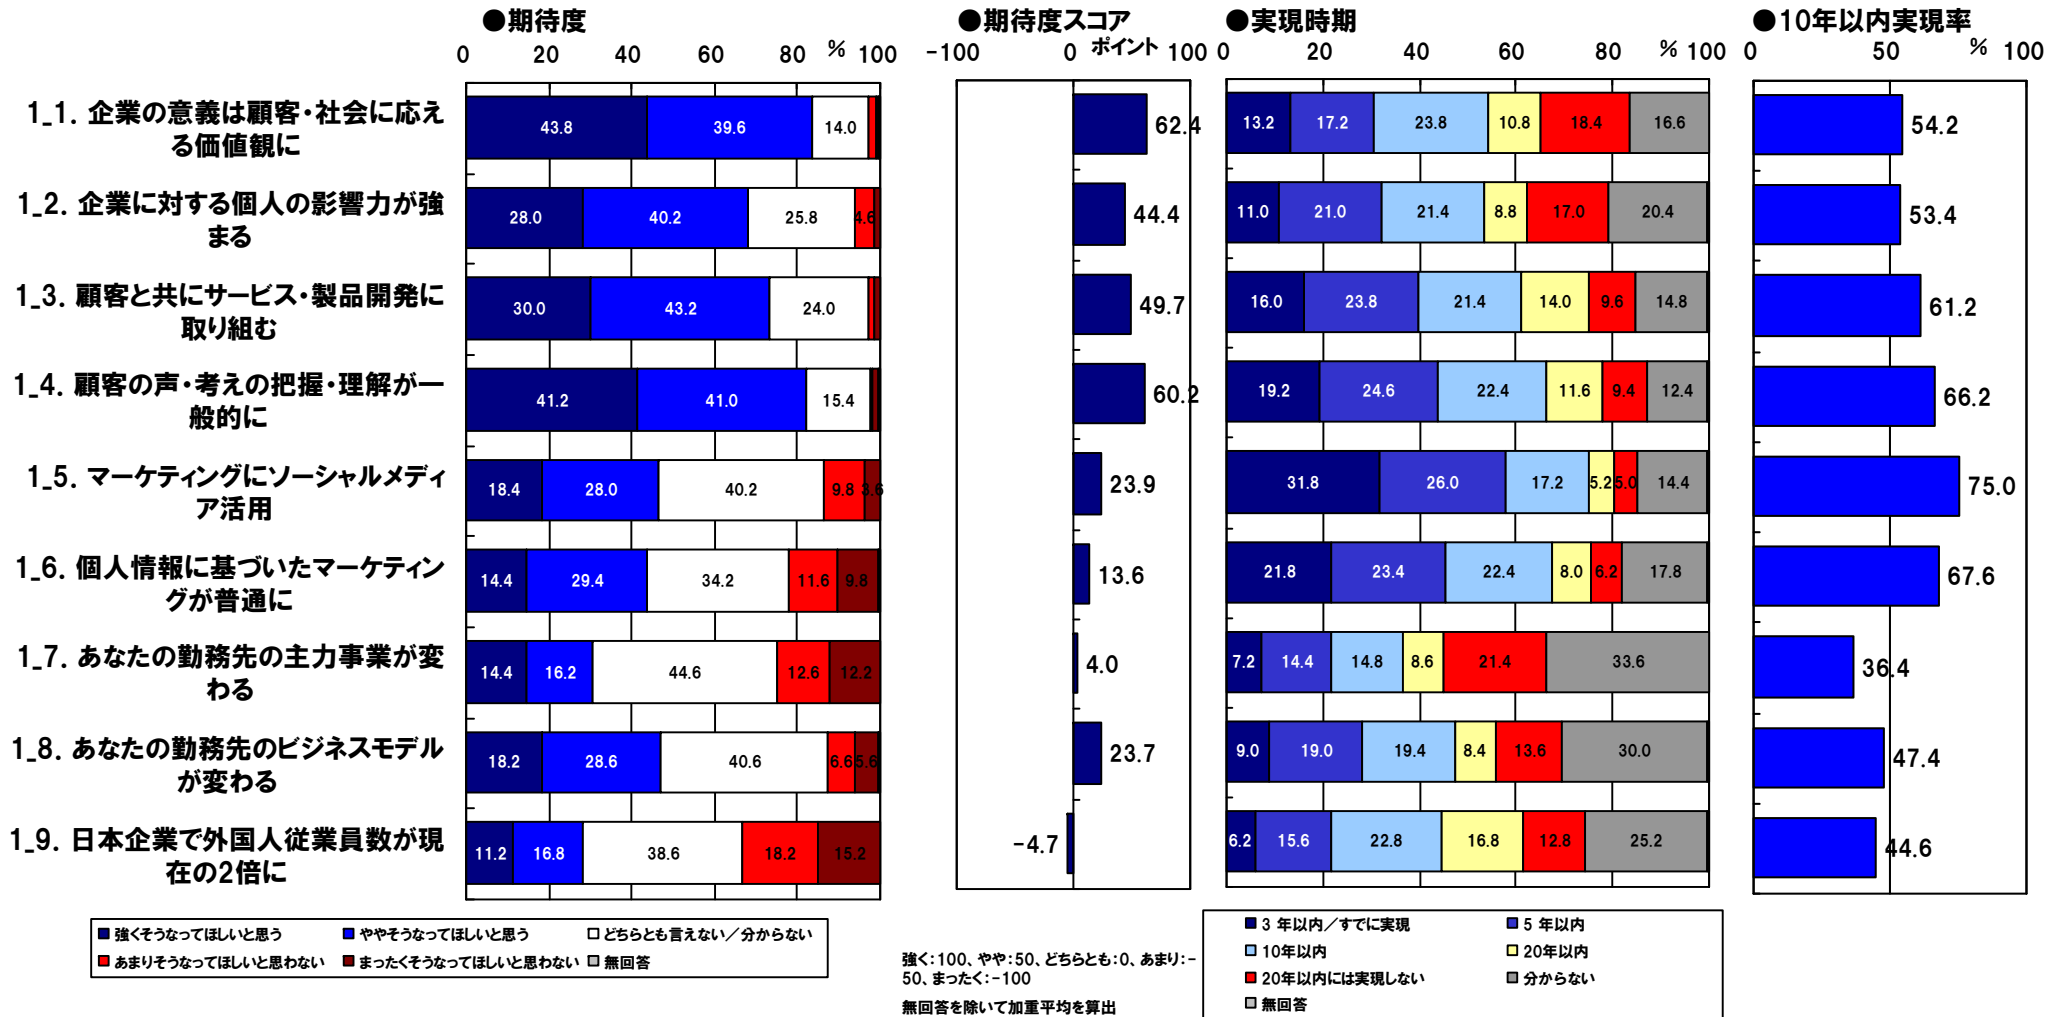 ●期待度
●期待度スコア
●実現時期
●10年以内実現率
0 20 40 60 80 % 100
-100 0 ポイント 100
0 20 40 60 80 % 100
0 50 % 100
1_1. 企業の意義は顧客・社会に応え
る価値観に
43.8 39.6 14.0
62.4
13.2 17.2 23.8 10.8 18.4 16.6
54.2
1_2. 企業に対する個人の影響力が強
まる
28.0 40.2 25.8 4.6
44.4
11.0 21.0 21.4 8.8 17.0 20.4
53.4
1_3. 顧客と共にサービス・製品開発に
取り組む
30.0 43.2 24.0
49.7
16.0 23.8 21.4 14.0 9.6 14.8
61.2
1_4. 顧客の声・考えの把握・理解が一
般的に
41.2 41.0 15.4
60.2
19.2 24.6 22.4 11.6 9.4 12.4
66.2
1_5. マーケティングにソーシャルメディ
ア活用
18.4 28.0 40.2 9.8 3.6
23.9
31.8 26.0 17.2 5.2 5.0 14.4
75.0
1_6. 個人情報に基づいたマーケティン
グが普通に
14.4 29.4 34.2 11.6 9.8
13.6
21.8 23.4 22.4 8.0 6.2 17.8
67.6
1_7. あなたの勤務先の主力事業が変
わる
14.4 16.2 44.6 12.6 12.2
4.0
7.2 14.4 14.8 8.6 21.4 33.6
36.4
1_8. あなたの勤務先のビジネスモデル
が変わる
18.2 28.6 40.6 6.6 5.6
23.7
9.0 19.0 19.4 8.4 13.6 30.0
47.4
1_9. 日本企業で外国人従業員数が現
在の2倍に
11.2 16.8 38.6 18.2 15.2
-4.7
6.2 15.6 22.8 16.8 12.8 25.2
44.6
強くそうなってほしいと思う ややそうなってほしいと思う どちらとも言えない/分からない
あまりそうなってほしいと思わない まったくそうなってほしいと思わない 無回答
強く:100、やや:50、どちらとも:0、あまり:-
50、まったく:-100
無回答を除いて加重平均を算出
3 年以内/すでに実現 5 年以内
10年以内 20年以内
20年以内には実現しない 分からない
無回答